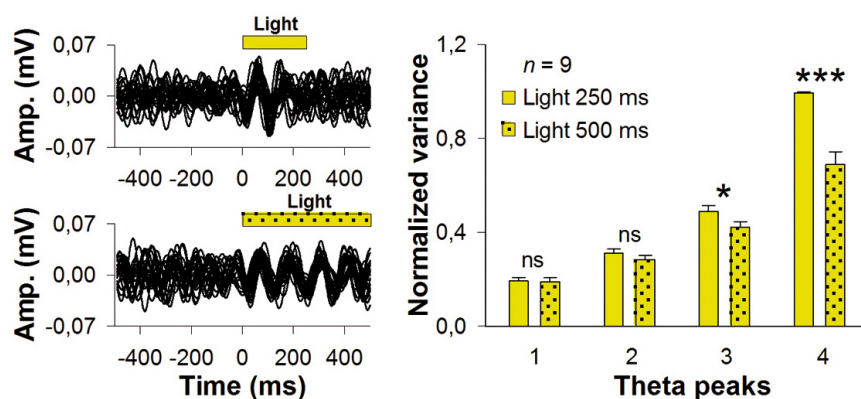 Light
Amp. (mV)
0,07
0,00
-0,07
-400 -200 0 200 400
Light
Amp. (mV)
0,07
0,00
-0,07
-400 -200 0 200 400
Time (ms)
Normalized variance
1,2
0,8
0,4
0,0
n = 9
Light 250 ms
Light 500 ms
ns
ns
*
***
1 2 3 4
Theta peaks